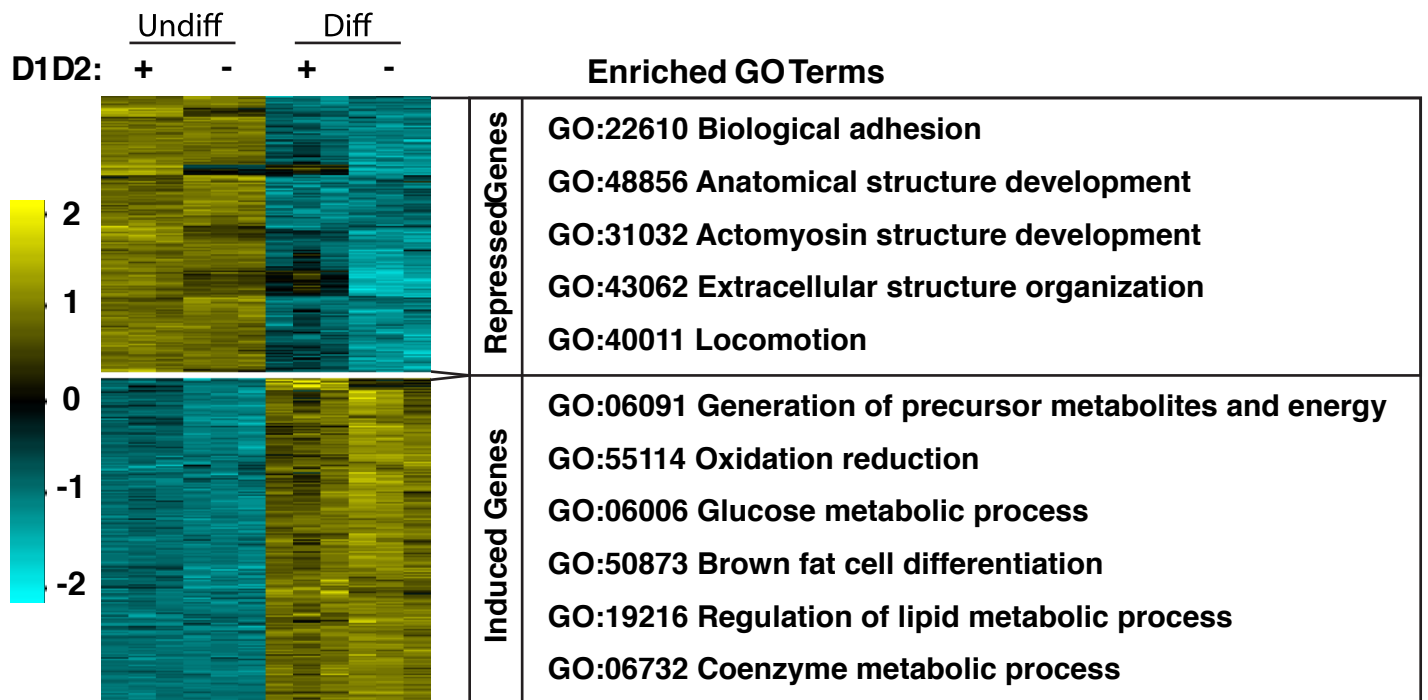 Undiff Diff
D1D2: + - + -
Enriched GO Terms
2
1
0
-1
-2
RepressedGenes
GO:22610 Biological adhesion
GO:48856 Anatomical structure development
GO:31032 Actomyosin structure development
GO:43062 Extracellular structure organization
GO:40011 Locomotion
Induced Genes
GO:06091 Generation of precursor metabolites and energy
GO:55114 Oxidation reduction
GO:06006 Glucose metabolic process
GO:50873 Brown fat cell differentiation
GO:19216 Regulation of lipid metabolic process
GO:06732 Coenzyme metabolic process